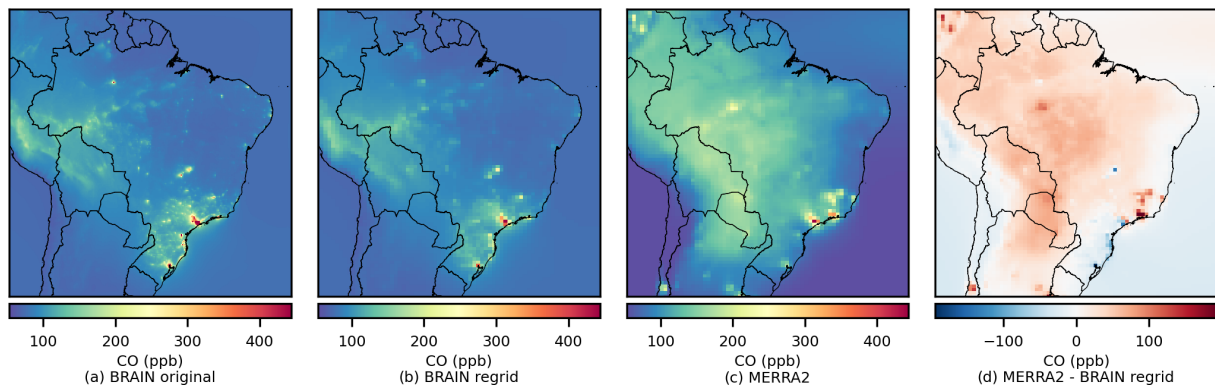 100 200 300 400
CO (ppb)
(a) BRAIN original
100 200 300 400
CO (ppb)
(b) BRAIN regrid
100 200 300 400
CO (ppb)
(c) MERRA2
−100 0 100
CO (ppb)
(d) MERRA2 - BRAIN regrid